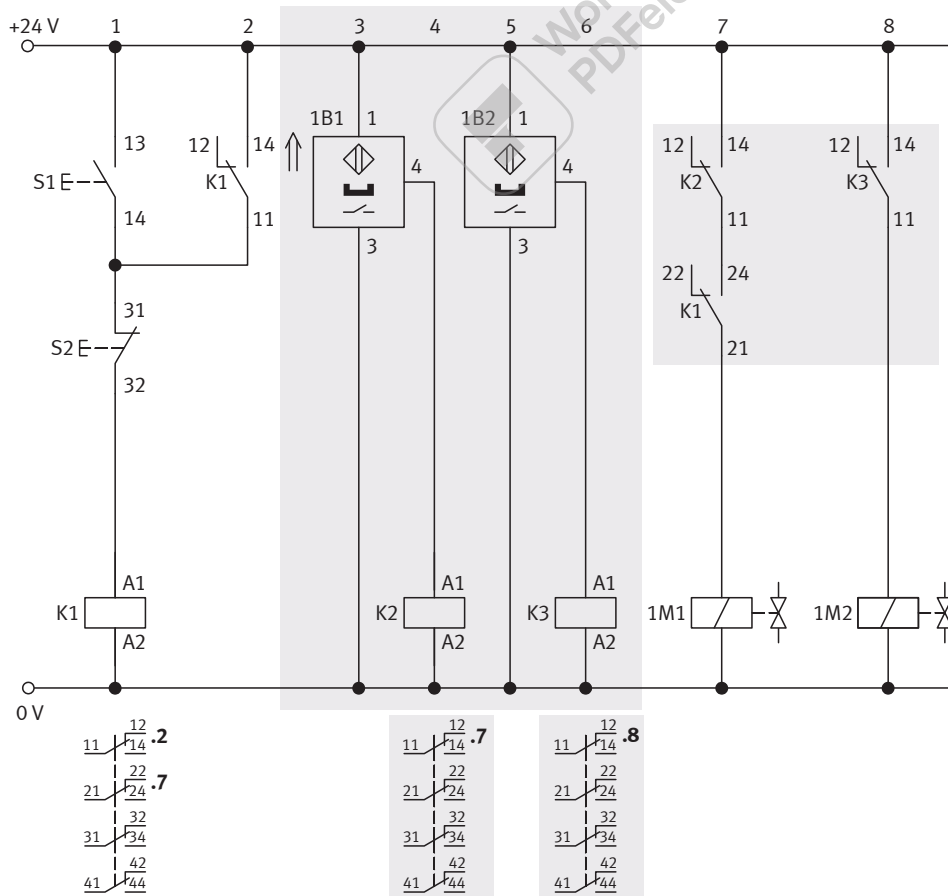 +24 V 1 2 3 4 5 6 7 8
1B1 1 1B2 1
13 12 14 4 4 12 14 12 14
S1 K1 K2 K3
14 11 3 3 11 11
22 24
31 K1
S2 21
32
A1 A1 A1
K1 K2 K3 1M1 1M2
A2 A2 A2
0 V
12 12 12
11 14 .2 11 14 .7 11 14 .8
22 22 22
21 24 .7 21 24 21 24
32 32 32
31 34 31 34 31 34
42 42 42
41 44 41 44 41 44